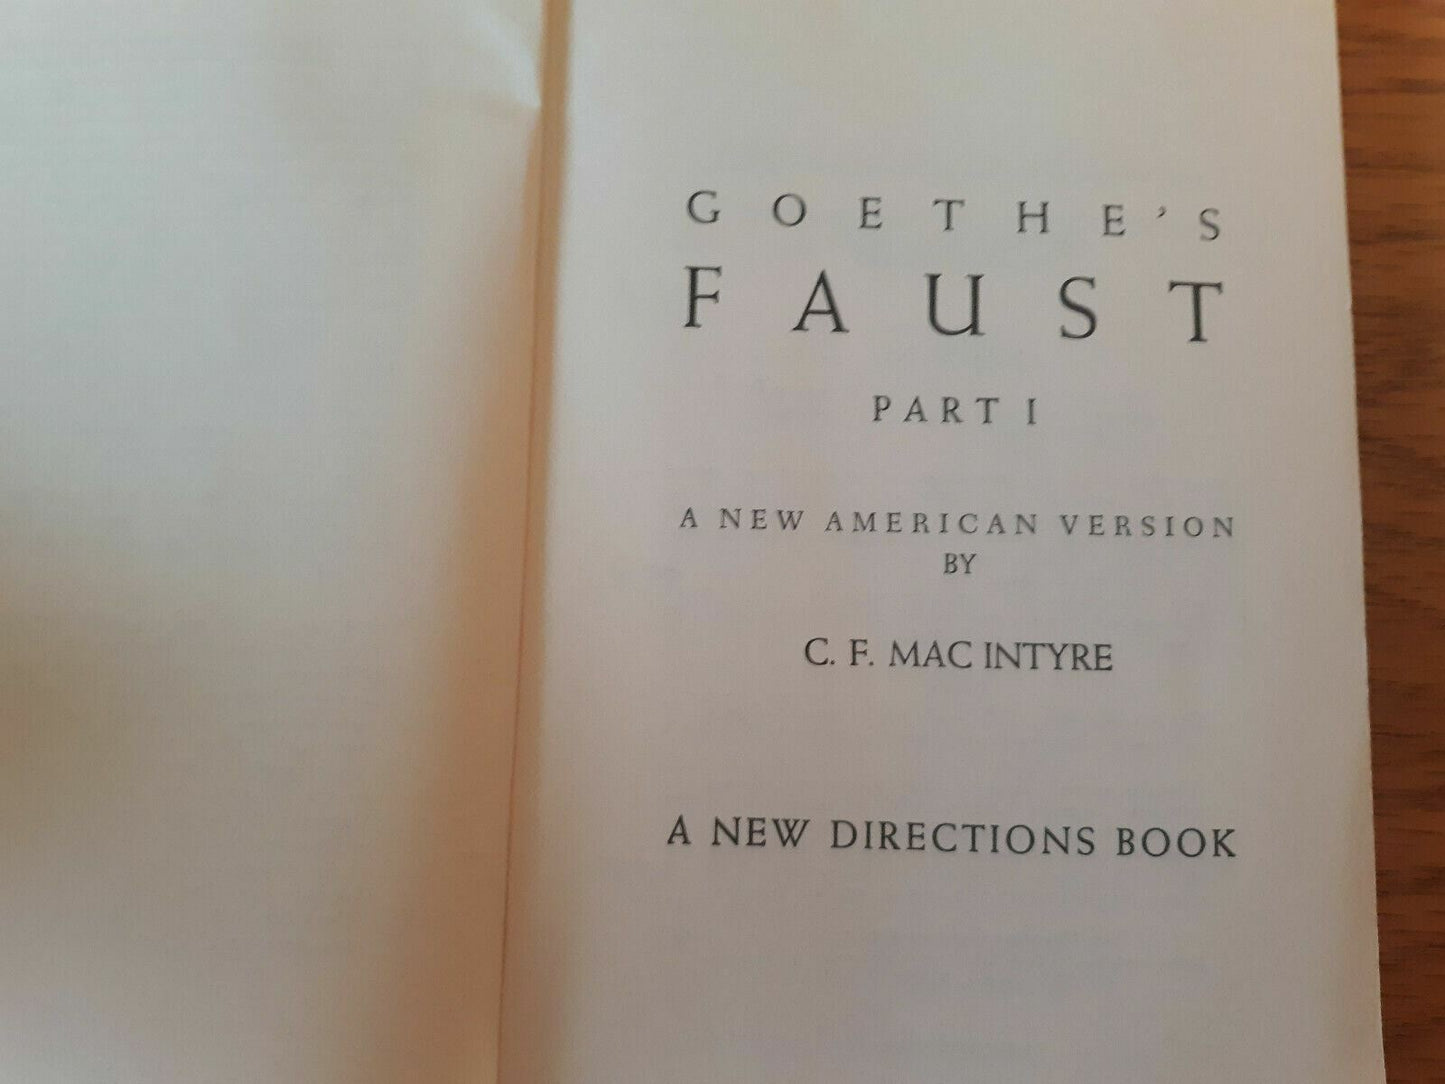 GOETHE'S
FAUST
PART I
A NEW AMERICAN VERSION
BY
C. F. MAC INTYRE
A NEW DIRECTIONS BOOK